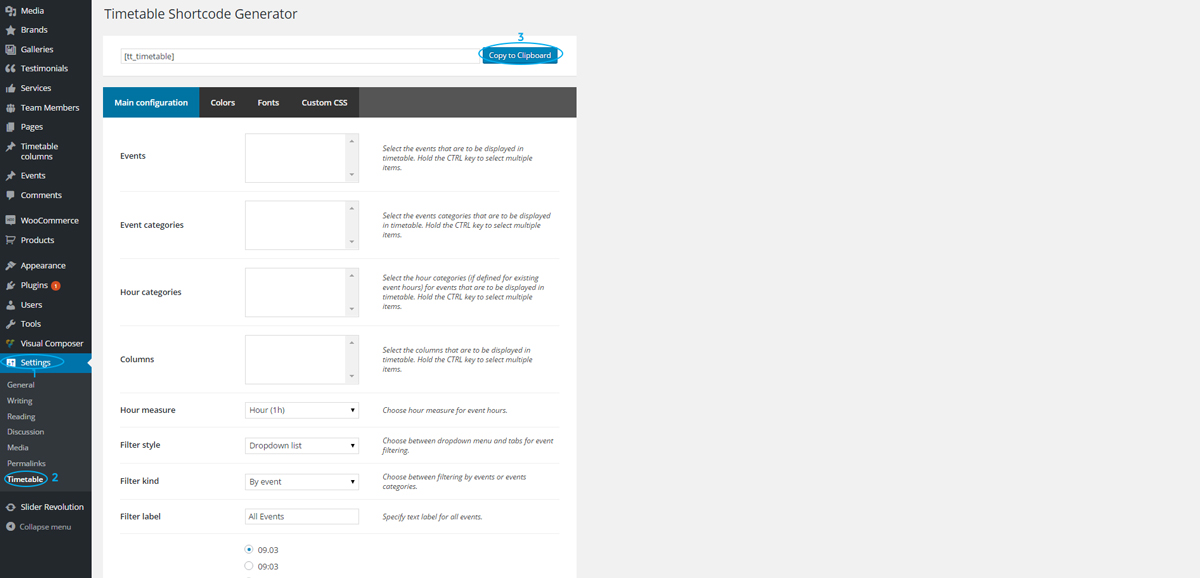 Media
Brands
Galleries
Testimonials
Services
Team Members
Pages
Timetable
columns
Events
Comments
WooCommerce
Products
Appearance
Plugins 1
Users
Tools
Visual Composer
Settings
1
General
Writing
Reading
Discussion
Media
Permalinks
Timetable 2
Slider Revolution
Collapse menu
Timetable Shortcode Generator
3
[tt_timetable] Copy to Clipboard
Main configuration Colors Fonts Custom CSS
Events
Select the events that are to be displayed in
timetable. Hold the CTRL key to select multiple
items.
Event categories
Select the events categories that are to be displayed
in timetable. Hold the CTRL key to select multiple
items.
Hour categories
Select the hour categories (if defined for existing
event hours) for events that are to be displayed in
timetable. Hold the CTRL key to select multiple
items.
Columns
Select the columns that are to be displayed in
timetable. Hold the CTRL key to select multiple
items.
Hour measure Hour (1h) Choose hour measure for event hours.
Filter style Dropdown list
Choose between dropdown menu and tabs for event
filtering.
Filter kind By event
Choose between filtering by events or events
categories.
Filter label All Events Specify text label for all events.
09.03
09:03